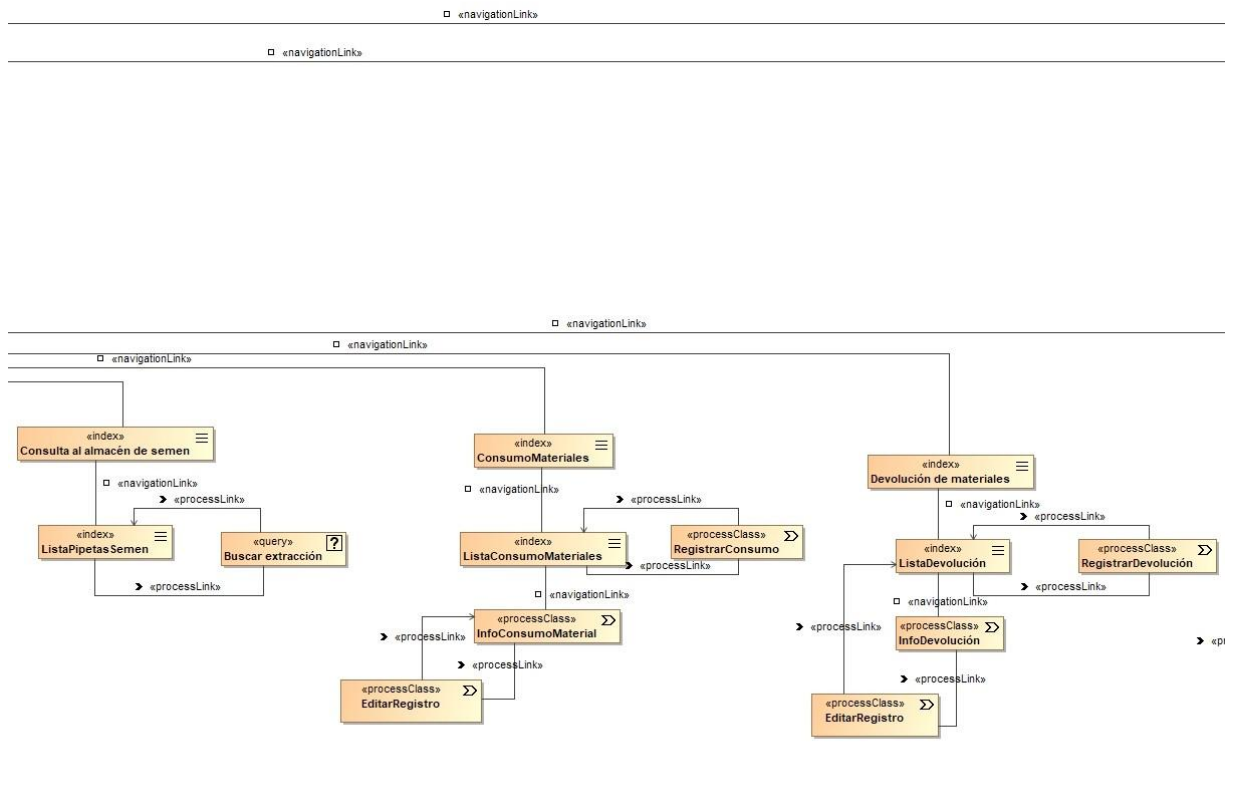 «navigationLink»
«navigationLink»
«navigationLink»
«navigationLink»
«navigationLink»
«index»
Consulta al almacén de semen
«navigationLink»
«processLink»
«index»
ListaPipetasSemen
«query»
Buscar extracción
?
«processLink»
«index»
ConsumoMateriales
«navigationLink»
«processLink»
«index»
ListaConsumoMateriales
«processClass»
RegistrarConsumo
«processLink»
«navigationLink»
«processClass»
InfoConsumoMaterial
«processLink»
«processLink»
«processClass»
EditarRegistro
«index»
Devolución de materiales
«navigationLink»
«processLink»
«index»
ListaDevolución
«processClass»
RegistrarDevolución
«processLink»
«navigationLink»
«processClass»
InfoDevolución
«processLink»
«processLink»
«processClass»
EditarRegistro